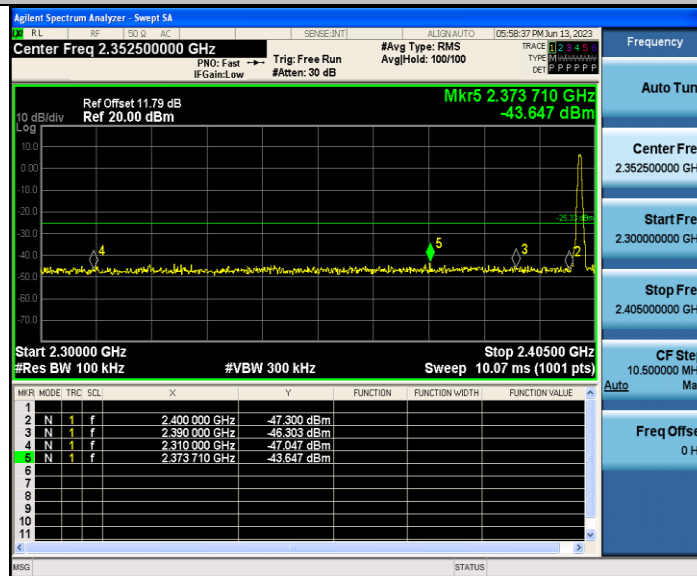 Agilent Spectrum Analyzer - Swept SA
RL RF 50 Ω AC SENSE:INT ALIGN AUTO 05:58:37 PM Jun 13, 2023
Center Freq 2.352500000 GHz #Avg Type: RMS TRACE 1 2 3 4 5 6
PNO: Fast Trig: Free Run Avg|Hold: 100/100 TYPE M
IFGain:Low #Atten: 30 dB DET P P P P P P
Ref Offset 11.79 dB Mkr5 2.373 710 GHz
10 dB/div Ref 20.00 dBm -43.647 dBm
Log
10.0
0.00
-10.0
-20.0
-25.33 dBm
-30.0
-40.0
4 5 3 2
-50.0
-60.0
-70.0
Start 2.30000 GHz Stop 2.40500 GHz
#Res BW 100 kHz #VBW 300 kHz Sweep 10.07 ms (1001 pts)
MKR MODE TRC SCL X Y FUNCTION FUNCTION WIDTH FUNCTION VALUE
1
2 N 1 f 2.400 000 GHz -47.300 dBm
3 N 1 f 2.390 000 GHz -46.303 dBm
4 N 1 f 2.310 000 GHz -47.047 dBm
5 N 1 f 2.373 710 GHz -43.647 dBm
6
7
8
9
10
11
MSG STATUS
Frequency
Auto Tun
Center Fre
2.352500000 GH
Start Fre
2.300000000 GH
Stop Fre
2.405000000 GH
CF Ste
10.500000 MH
Auto Ma
Freq Offse
0 H